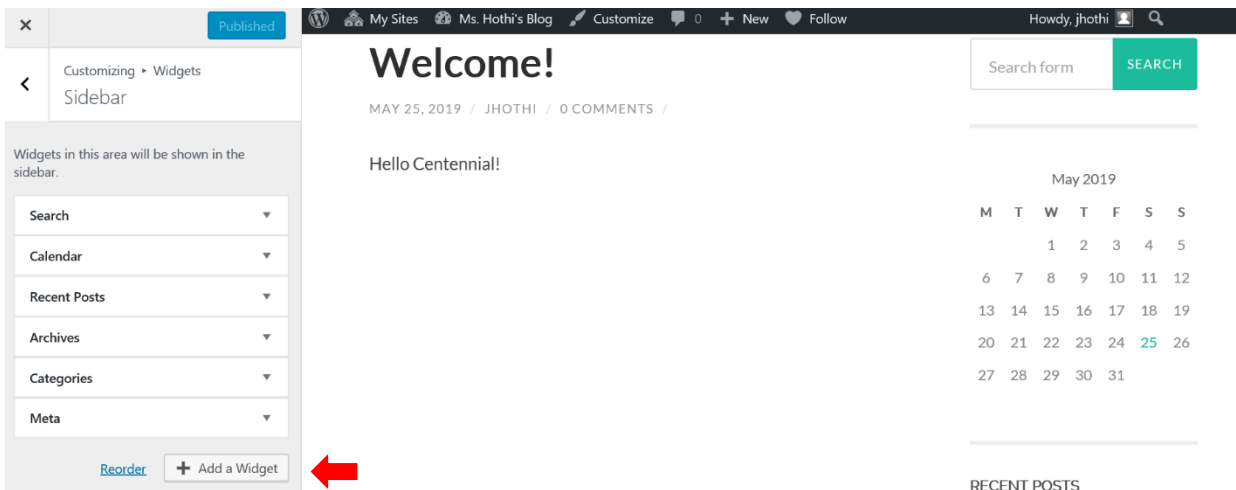 Published
Customizing ▸ Widgets
Sidebar
Widgets in this area will be shown in the
sidebar.
Search
Calendar
Recent Posts
Archives
Categories
Meta
Reorder
Add a Widget
My Sites Ms. Hothi's Blog Customize 0 New Follow Howdy, jhothi
Welcome!
MAY 25, 2019 / JHOTHI / 0 COMMENTS /
Hello Centennial!
Search form SEARCH
May 2019
M T W T F S S
1 2 3 4 5
6 7 8 9 10 11 12
13 14 15 16 17 18 19
20 21 22 23 24 25 26
27 28 29 30 31
RECENT POSTS